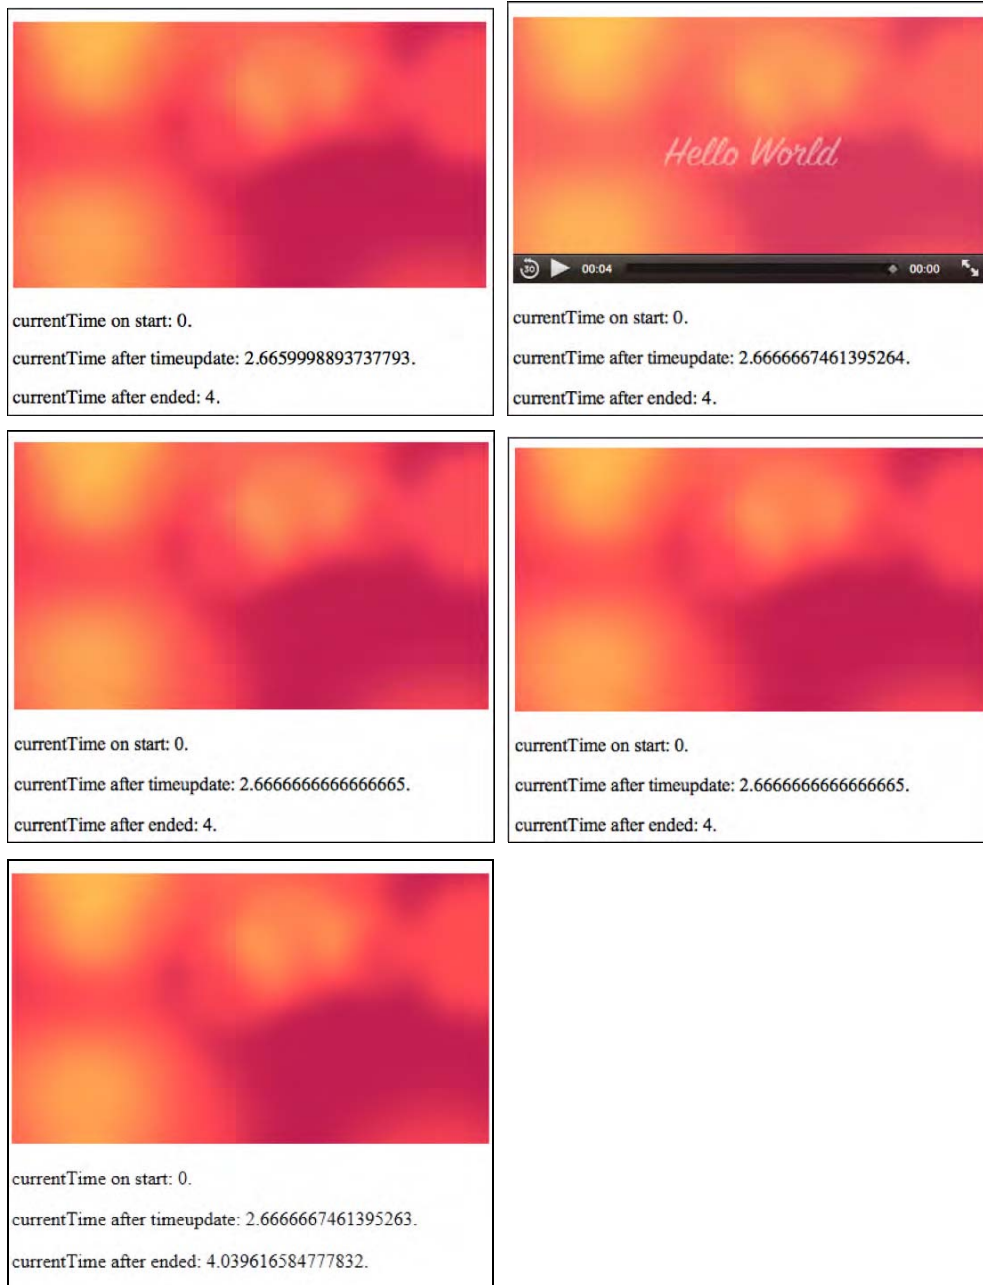 currentTime on start: 0.
currentTime after timeupdate: 2.6659998893737793.
currentTime after ended: 4.
Hello World
30
00:04
00:00
currentTime on start: 0.
currentTime after timeupdate: 2.6666667461395264.
currentTime after ended: 4.
currentTime on start: 0.
currentTime after timeupdate: 2.6666666666666665.
currentTime after ended: 4.
currentTime on start: 0.
currentTime after timeupdate: 2.6666666666666665.
currentTime after ended: 4.
currentTime on start: 0.
currentTime after timeupdate: 2.6666667461395263.
currentTime after ended: 4.039616584777832.